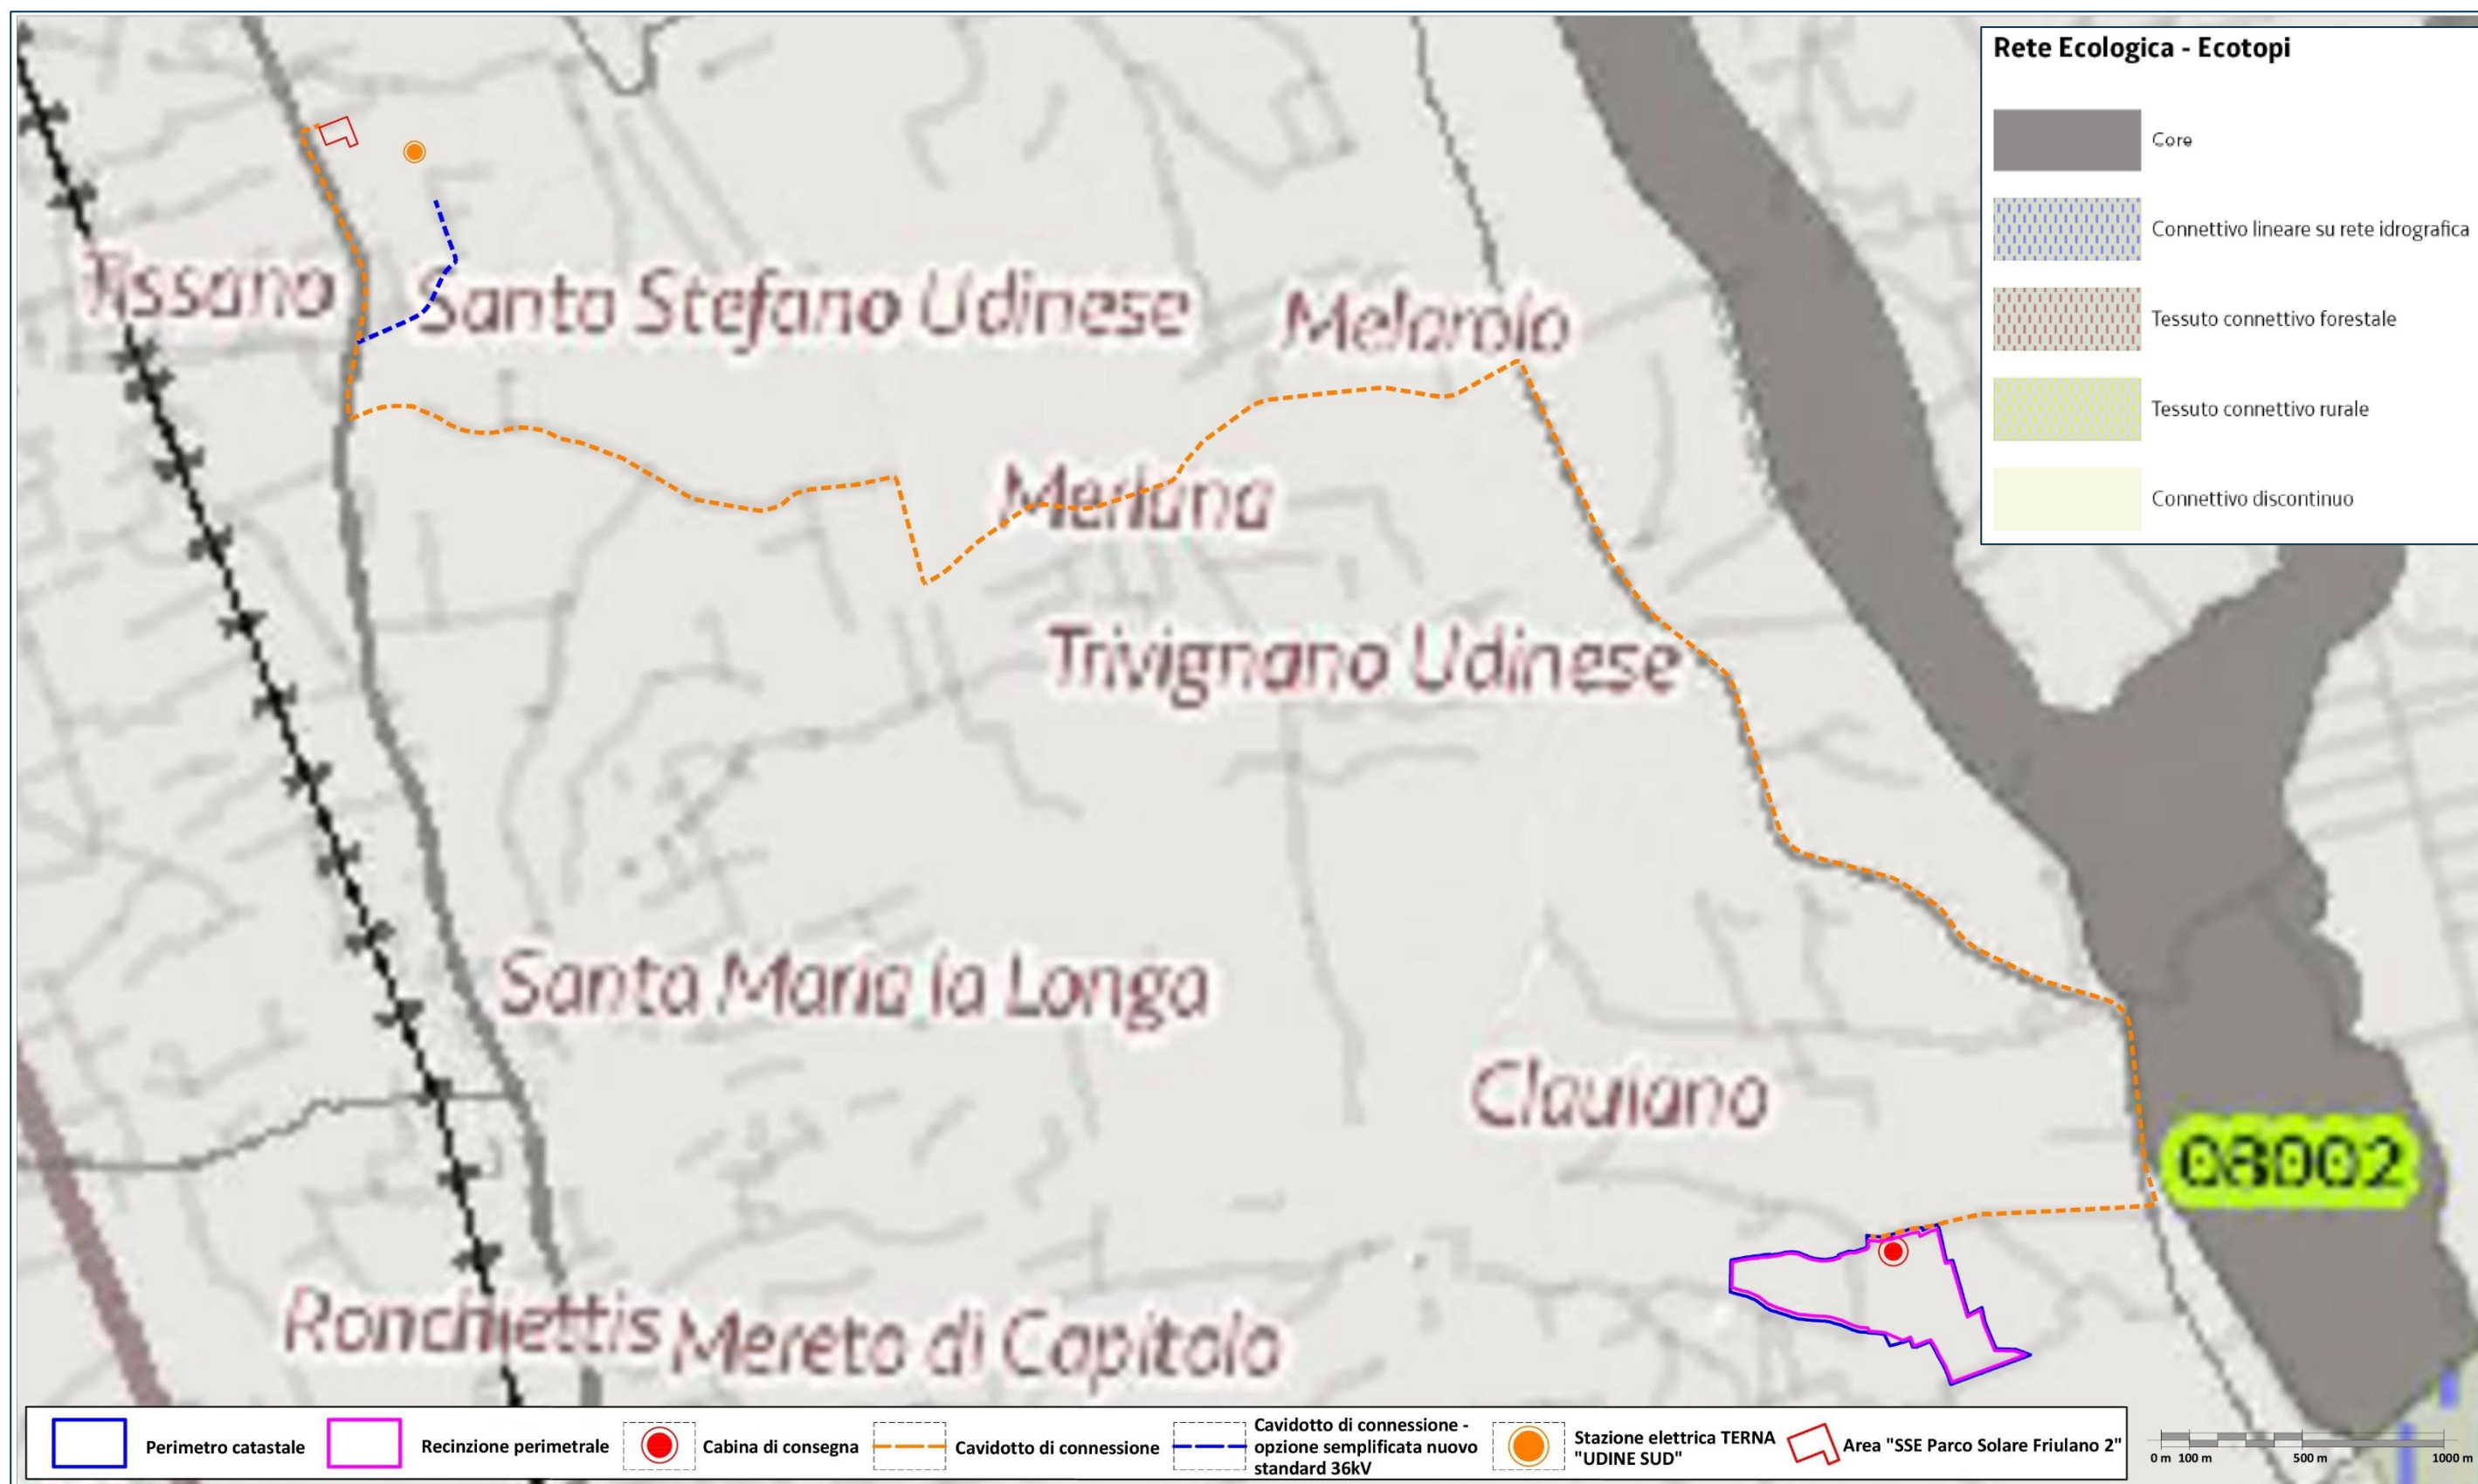 Rete Ecologica - Ecotopi
Core
Connettivo lineare su rete idrografica
Tessuto connettivo forestale
Tessuto connettivo rurale
Connettivo discontinuo
Tissano
Santo Stefano Udinese
Melarolo
Merlana
Trivignano Udinese
Santa Maria la Longa
Clauiano
08002
Ronchiettis
Mereto di Capitolo
Perimetro catastale
Recinzione perimetrale
Cabina di consegna
Cavidotto di connessione
Cavidotto di connessione -
opzione semplificata nuovo
standard 36kV
Stazione elettrica TERNA
"UDINE SUD"
Area "SSE Parco Solare Friulano 2"
0 m 100 m 500 m 1000 m